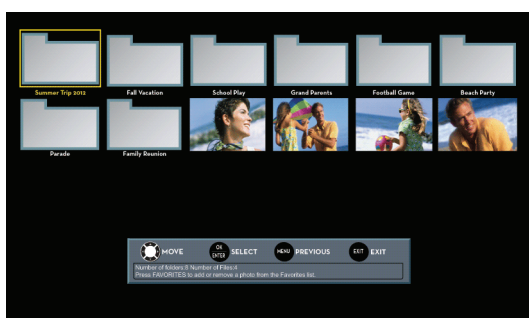 Summer Trip 2012
Fall Vacation
School Play
Grand Parents
Football Game
Beach Party
Parade
Family Reunion
MOVE
OK ENTER SELECT
MENU PREVIOUS
EXIT EXIT
Number of folders:8 Number of Files:4
Press FAVORITES to add or remove a photo from the Favorites list.